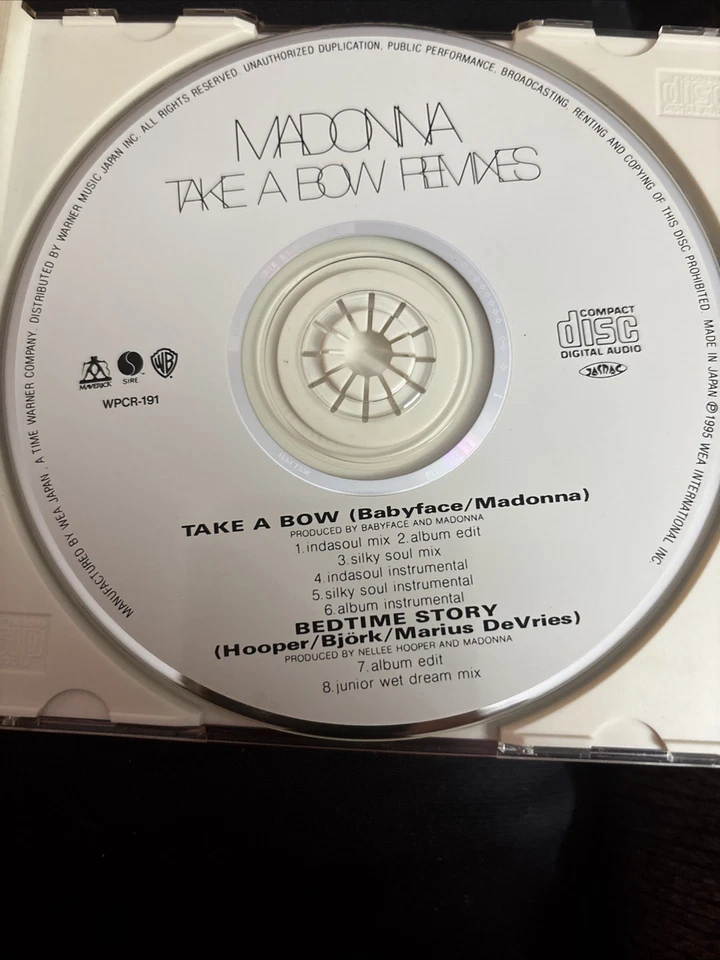 MANUFACTURED BY WEA JAPAN, A TIME WARNER COMPANY. DISTRIBUTED BY WARNER MUSIC JAPAN INC. ALL RIGHTS RESERVED. UNAUTHORIZED DUPLICATION, PUBLIC PERFORMANCE, BROADCASTING, RENTING AND COPYING OF THIS DISC PROHIBITED. MADE IN JAPAN ℗1995 WEA INTERNATIONAL INC.
MADONNA
TAKE A BOW REMIXES
MAVERICK
SIRE
WB
WPCR-191
COMPACT
disc
DIGITAL AUDIO
JASRAC
TAKE A BOW (Babyface/Madonna)
PRODUCED BY BABYFACE AND MADONNA
1.indasoul mix 2.album edit
3.silky soul mix
4.indasoul instrumental
5.silky soul instrumental
6.album instrumental
BEDTIME STORY
(Hooper/Björk/Marius DeVries)
PRODUCED BY NELLEE HOOPER AND MADONNA
7.album edit
8.junior wet dream mix
disc